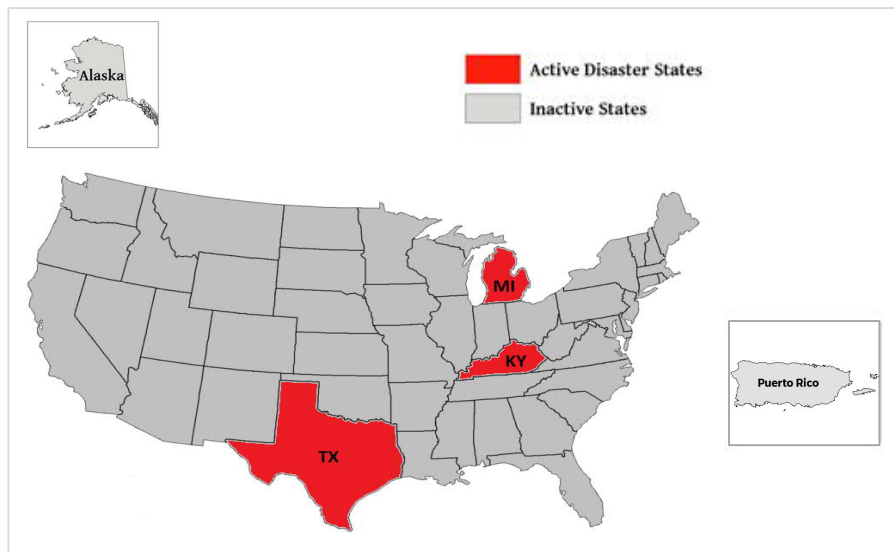 Alaska
Active Disaster States
Inactive States
MI
KY
Puerto Rico
TX